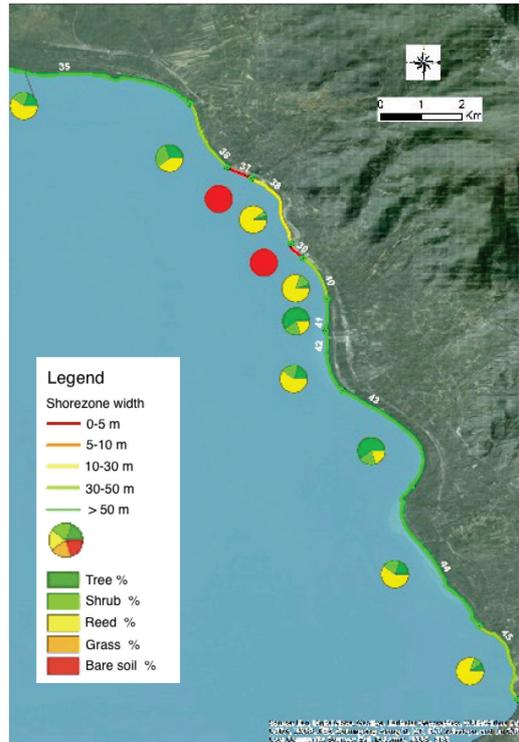 35
0 1 2
Km
36
37
38
39
40
41
42
43
44
45
Legend
Shorezone width
0-5 m
5-10 m
10-30 m
30-50 m
> 50 m
Tree %
Shrub %
Reed %
Grass %
Bare soil %